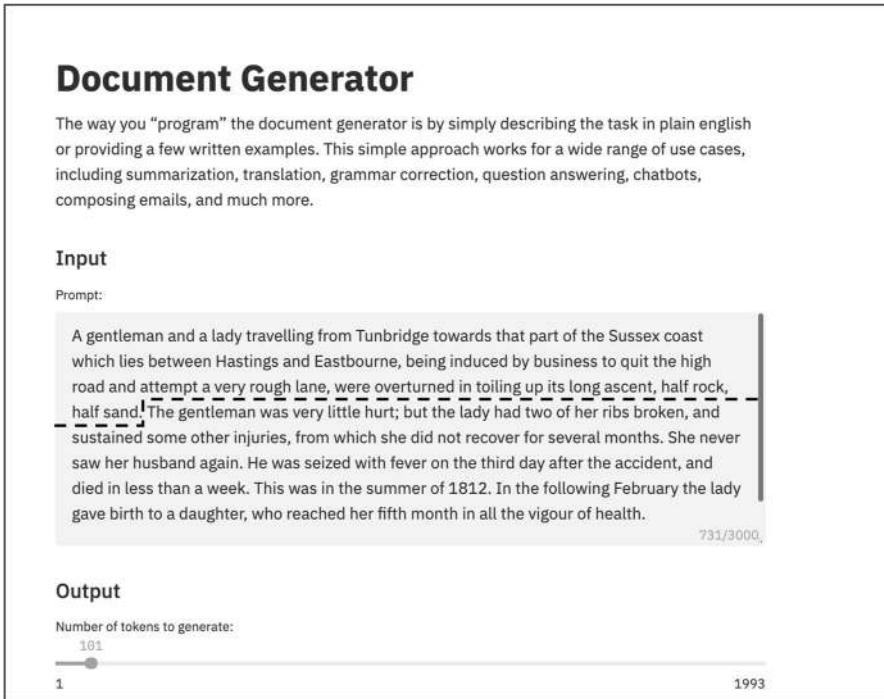 Document Generator
The way you “program” the document generator is by simply describing the task in plain english
or providing a few written examples. This simple approach works for a wide range of use cases,
including summarization, translation, grammar correction, question answering, chatbots,
composing emails, and much more.
Input
Prompt:
A gentleman and a lady travelling from Tunbridge towards that part of the Sussex coast
which lies between Hastings and Eastbourne, being induced by business to quit the high
road and attempt a very rough lane, were overturned in toiling up its long ascent, half rock,
half sand. The gentleman was very little hurt; but the lady had two of her ribs broken, and
sustained some other injuries, from which she did not recover for several months. She never
saw her husband again. He was seized with fever on the third day after the accident, and
died in less than a week. This was in the summer of 1812. In the following February the lady
gave birth to a daughter, who reached her fifth month in all the vigour of health.
731/3000
Output
Number of tokens to generate:
101
1 1993